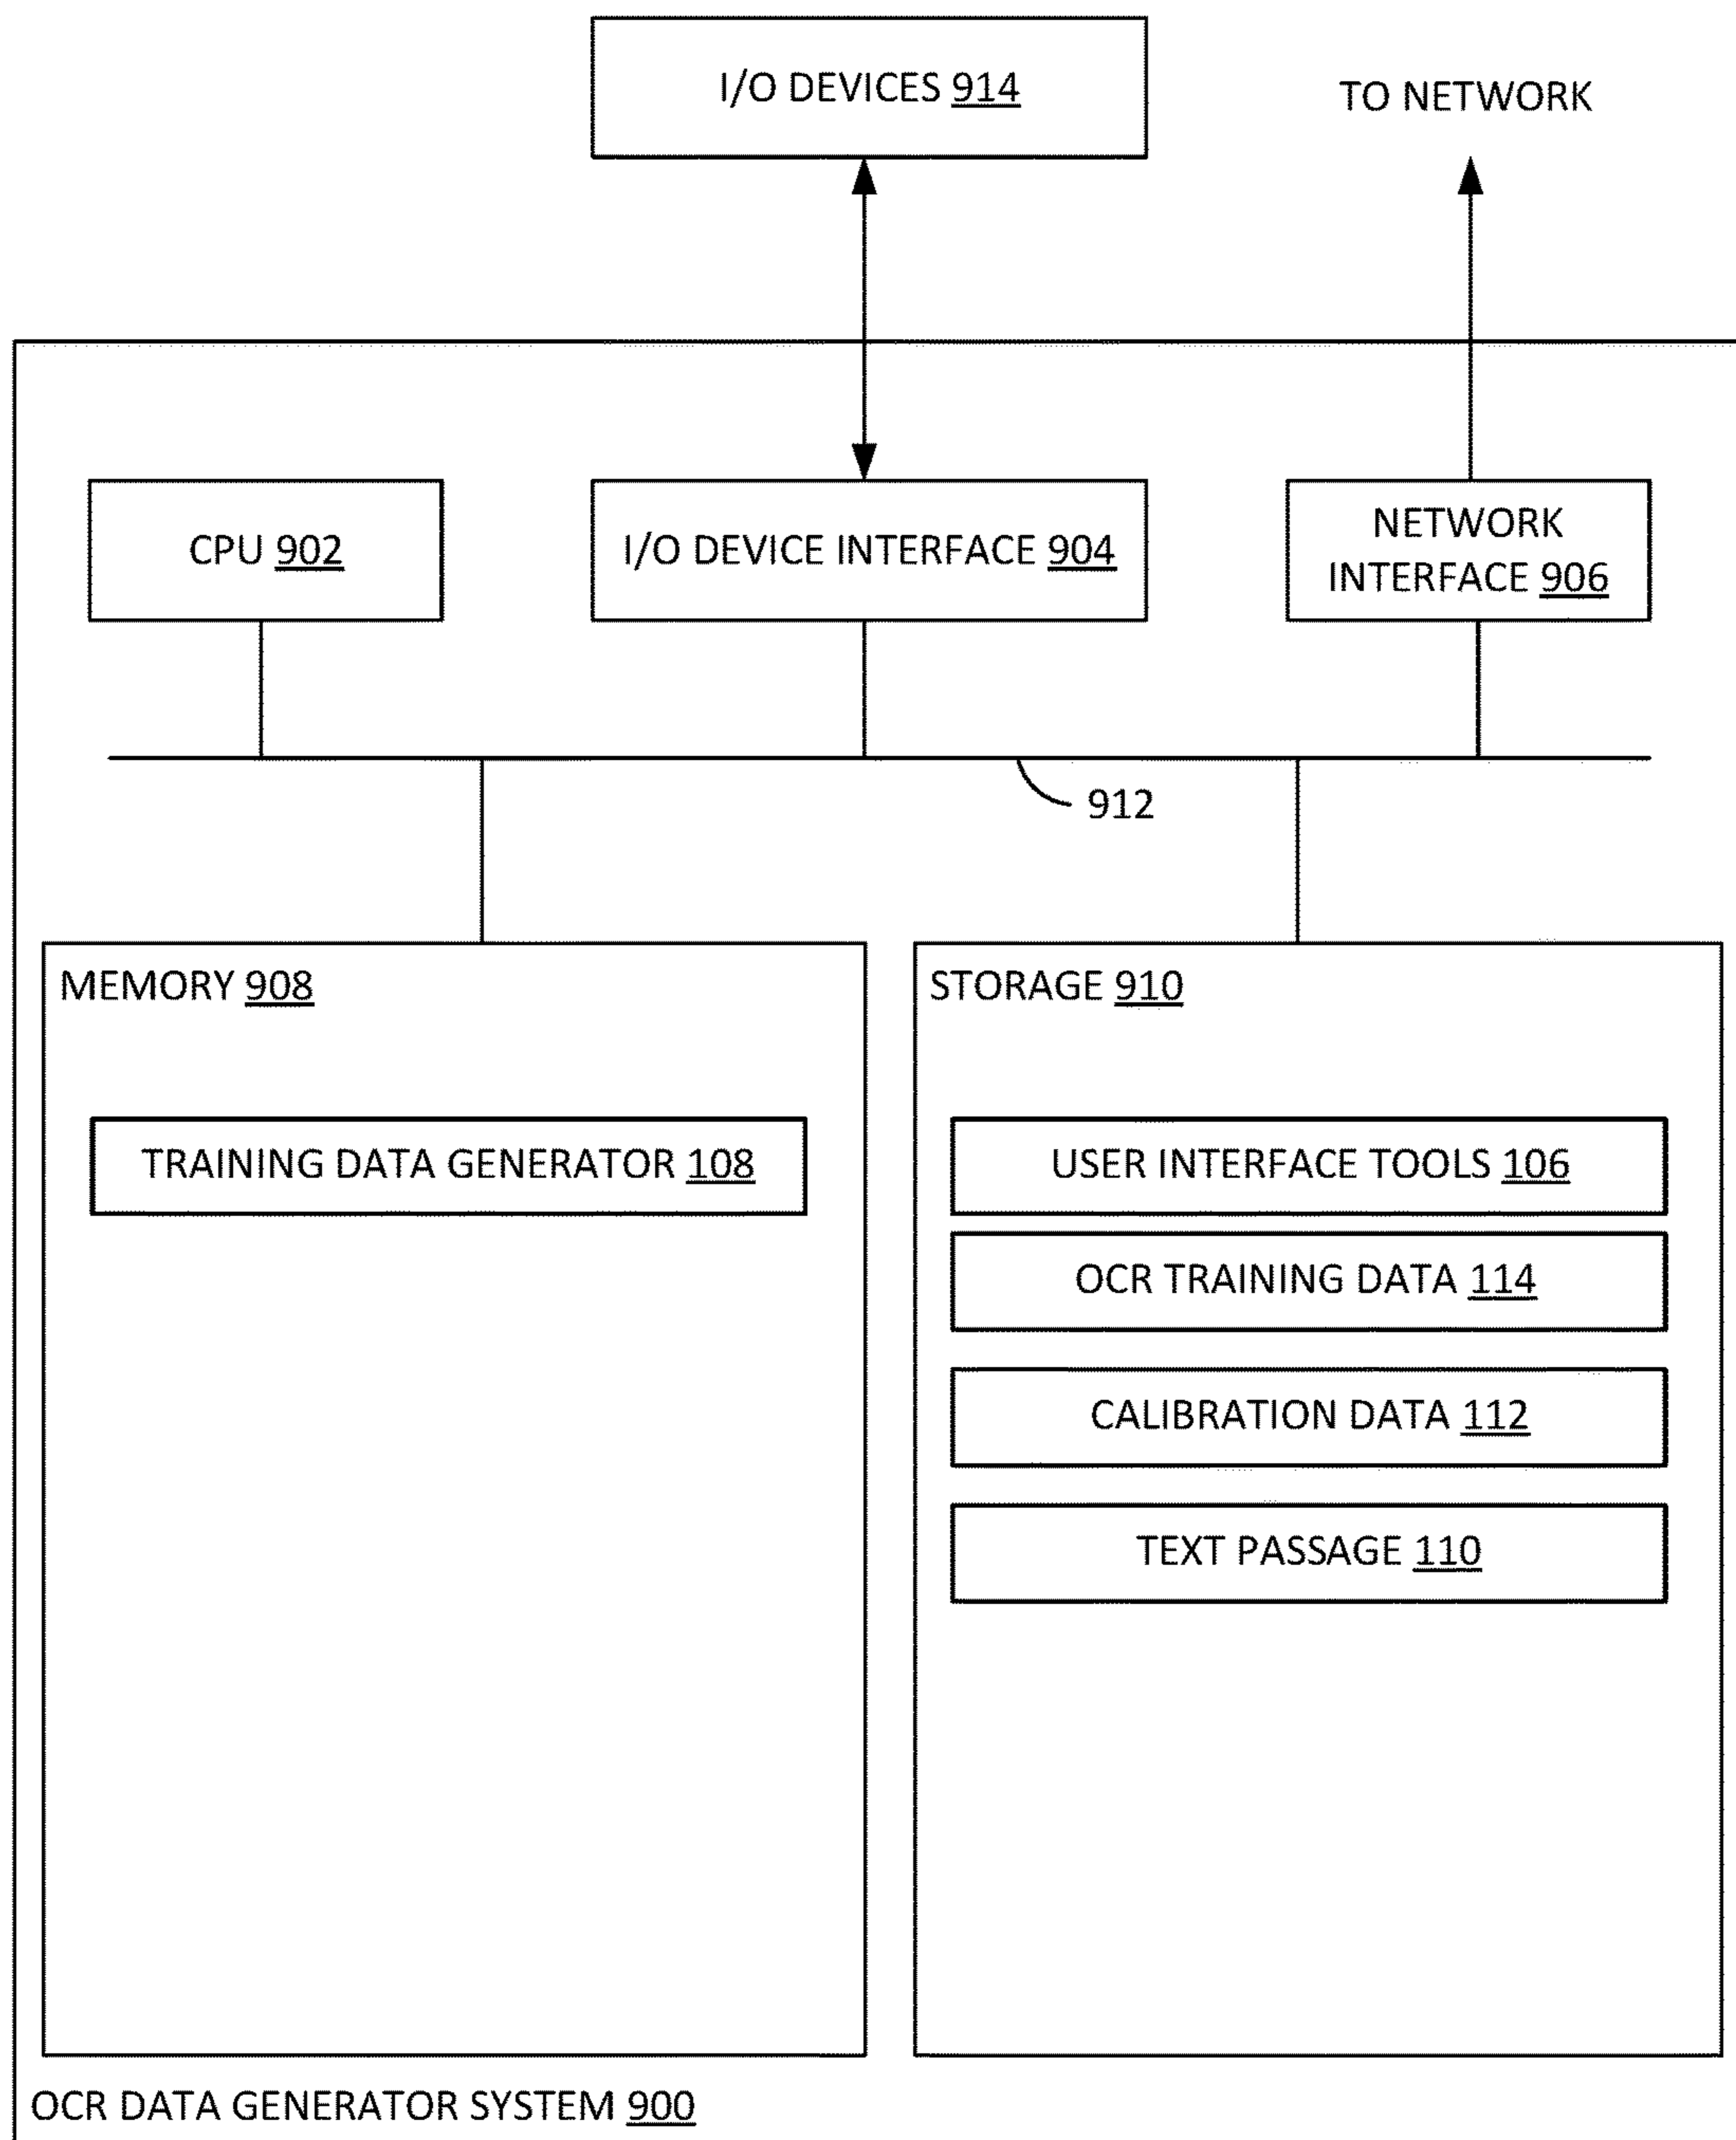 I/O DEVICES 914
TO NETWORK
CPU 902
I/O DEVICE INTERFACE 904
NETWORK
INTERFACE 906
912
MEMORY 908
TRAINING DATA GENERATOR 108
STORAGE 910
USER INTERFACE TOOLS 106
OCR TRAINING DATA 114
CALIBRATION DATA 112
TEXT PASSAGE 110
OCR DATA GENERATOR SYSTEM 900